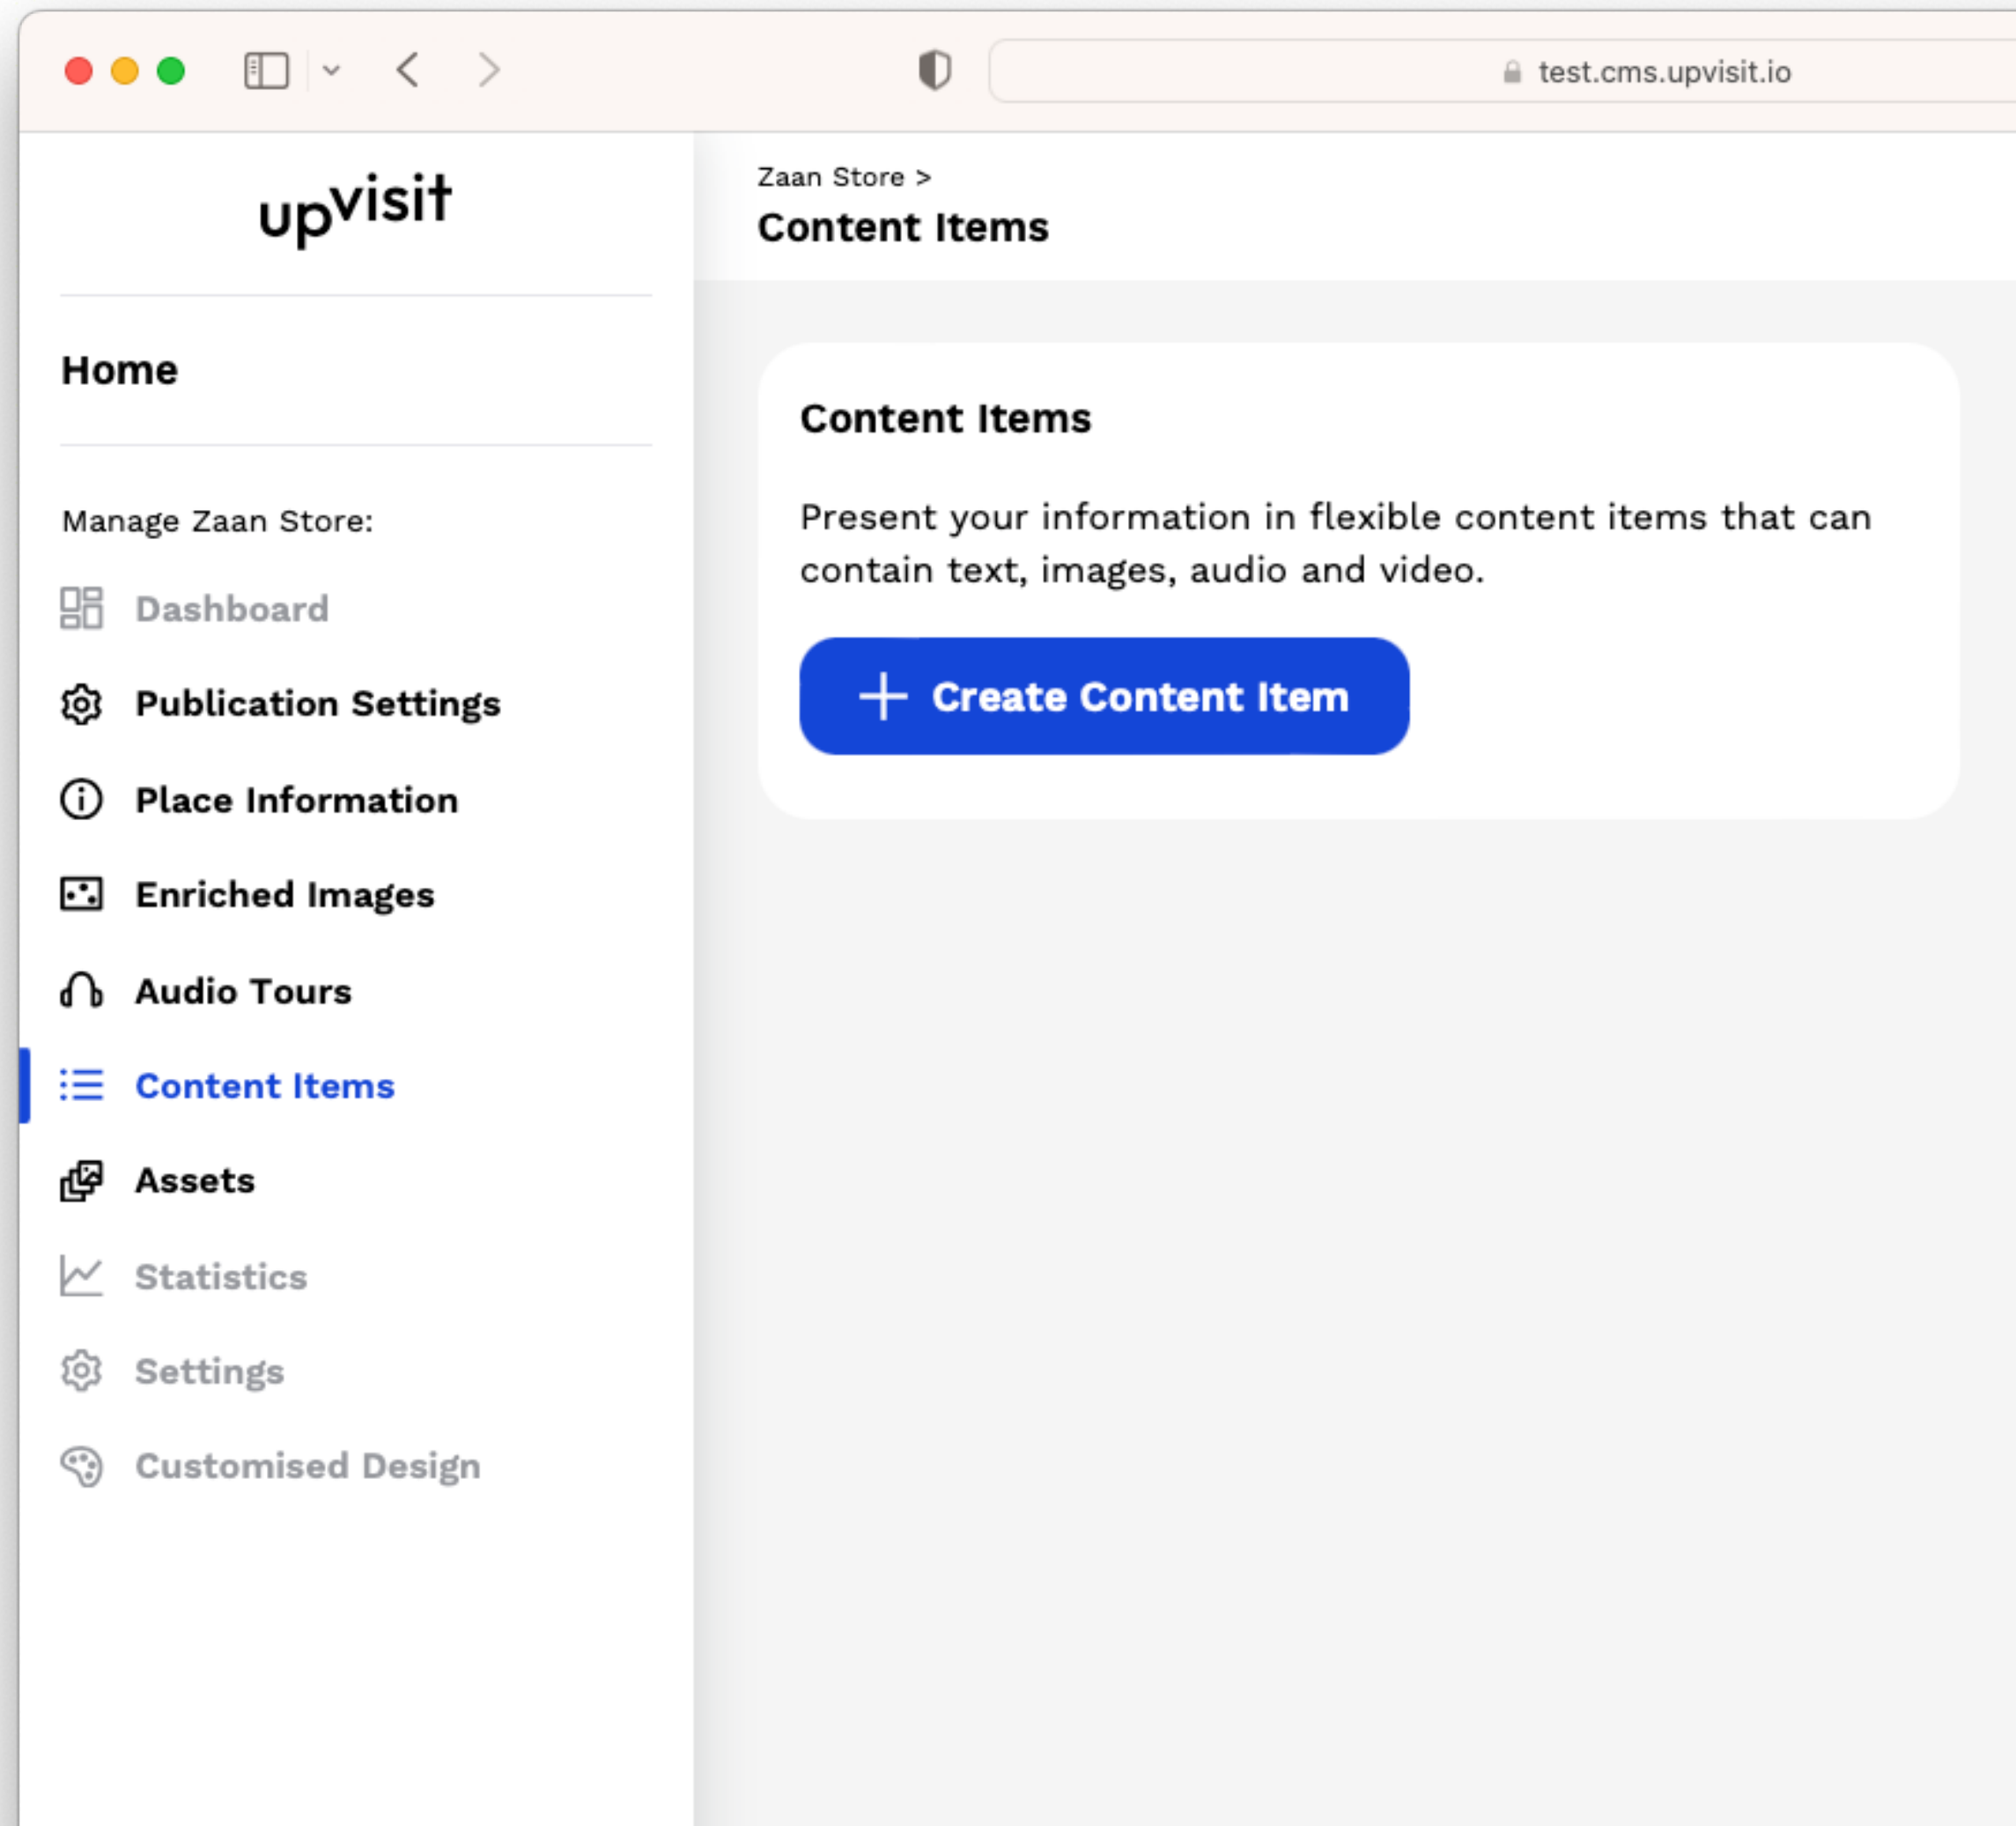 test.cms.upvisit.io
upvisit
Home
Manage Zaan Store:
Dashboard
Publication Settings
Place Information
Enriched Images
Audio Tours
Content Items
Assets
Statistics
Settings
Customised Design
Zaan Store >
Content Items
Content Items
Present your information in flexible content items that can
contain text, images, audio and video.
Create Content Item